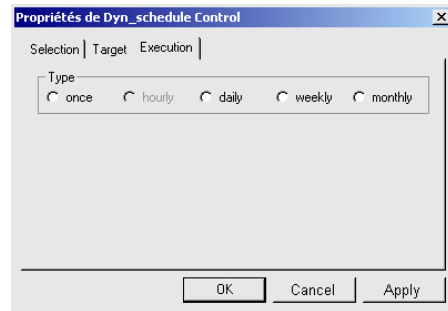 Propriétés de Dyn_schedule Control
Selection Target Execution
Type
once hourly daily weekly monthly
OK Cancel Apply